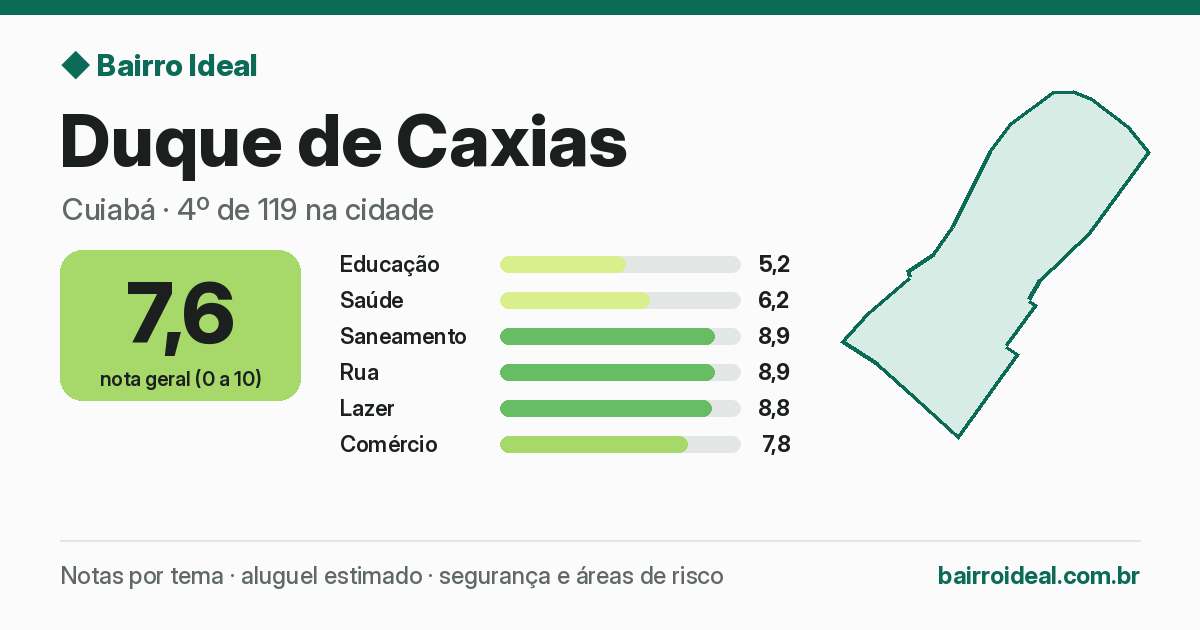 Bairro Ideal
Duque de Caxias
Cuiabá · 4º de 119 na cidade
7,6
nota geral (0 a 10)
Educação 5,2
Saúde 6,2
Saneamento 8,9
Rua 8,9
Lazer 8,8
Comércio 7,8
Notas por tema · aluguel estimado · segurança e áreas de risco
bairroideal.com.br